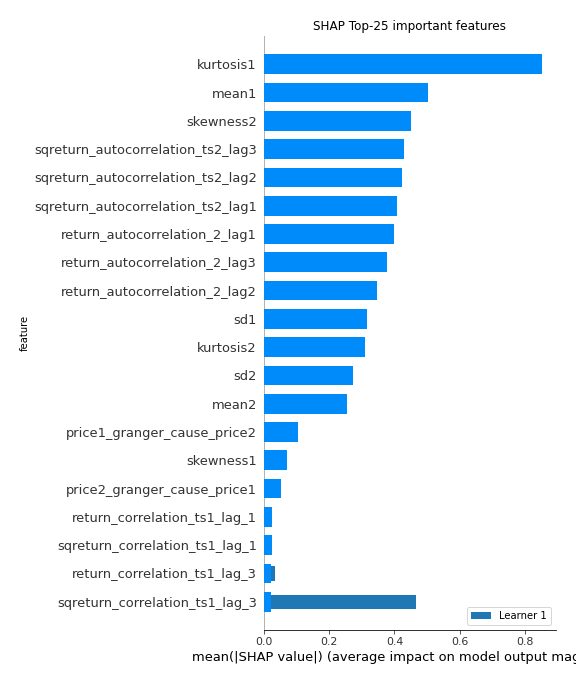 SHAP Top-25 important features
kurtosis1
mean1
skewness2
sqreturn_autocorrelation_ts2_lag3
sqreturn_autocorrelation_ts2_lag2
sqreturn_autocorrelation_ts2_lag1
return_autocorrelation_2_lag1
return_autocorrelation_2_lag3
return_autocorrelation_2_lag2
sd1
feature
kurtosis2
sd2
mean2
price1_granger_cause_price2
skewness1
price2_granger_cause_price1
return_correlation_ts1_lag_1
sqreturn_correlation_ts1_lag_1
return_correlation_ts1_lag_3
sqreturn_correlation_ts1_lag_3
Learner 1
0.0 0.2 0.4 0.6 0.8
mean(|SHAP value|) (average impact on model output mag